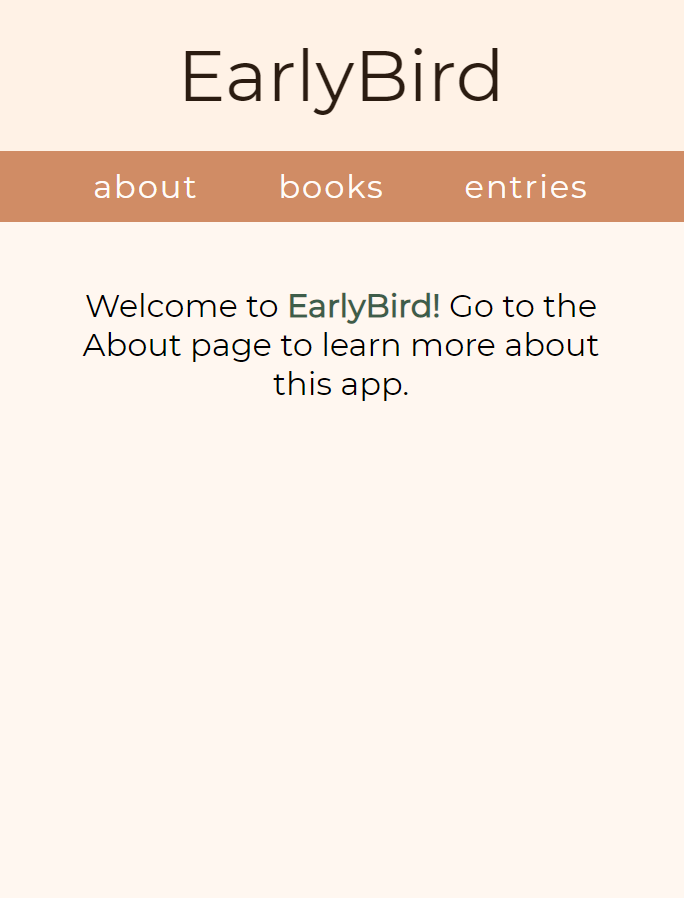 EarlyBird
about books entries
Welcome to EarlyBird! Go to the
About page to learn more about
this app.